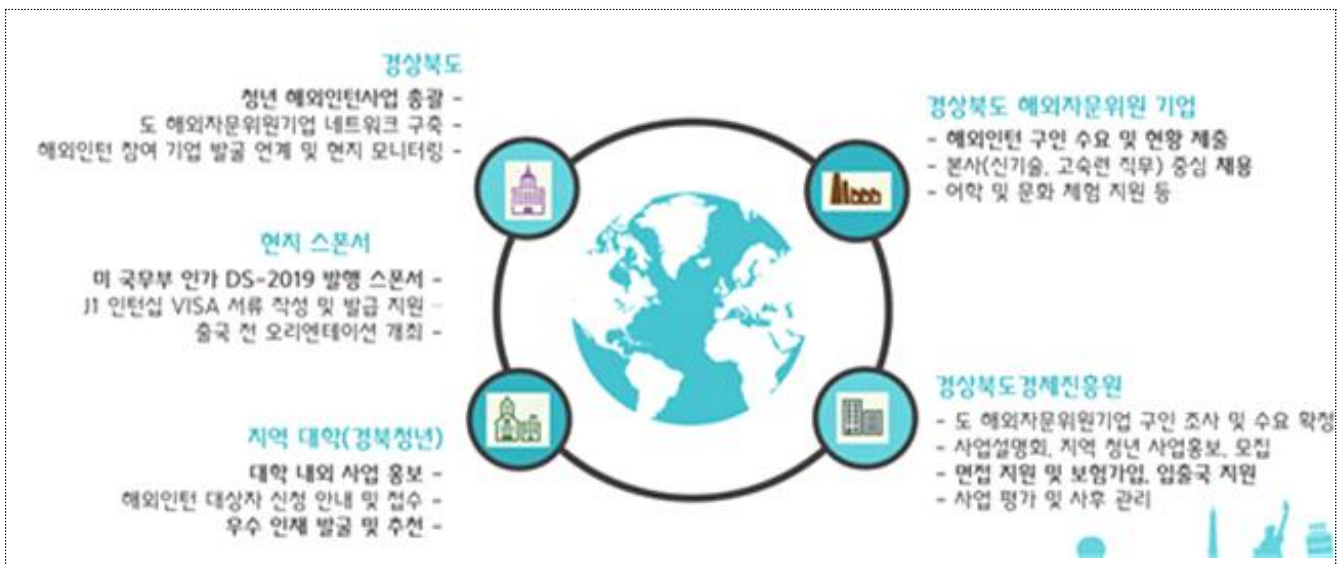 경상북도
청년 해외인턴사업 총괄 -
도 해외자문위원기업 네트워크 구축 -
해외인턴 참여 기업 발굴 연계 및 현지 모니터링 -
현지 스폰서
미 국무부 인가 DS-2019 발행 스폰서 -
J1 인턴십 VISA 서류 작성 및 발급 지원 -
출국 전 오리엔테이션 개최 -
지역 대학(경북청년)
대학 내외 사업 홍보 -
해외인턴 대상자 신청 안내 및 접수 -
우수 인재 발굴 및 추천 -
경상북도 해외자문위원 기업
- 해외인턴 구인 수요 및 현황 제출
- 본사(신기술, 고숙련 직무) 중심 채용
- 어학 및 문화 체험 지원 등
경상북도경제진흥원
- 도 해외자문위원기업 구인 조사 및 수요 확정
- 사업설명회, 지역 청년 사업홍보, 모집
- 면접 지원 및 보험가입, 입출국 지원
- 사업 평가 및 사후 관리